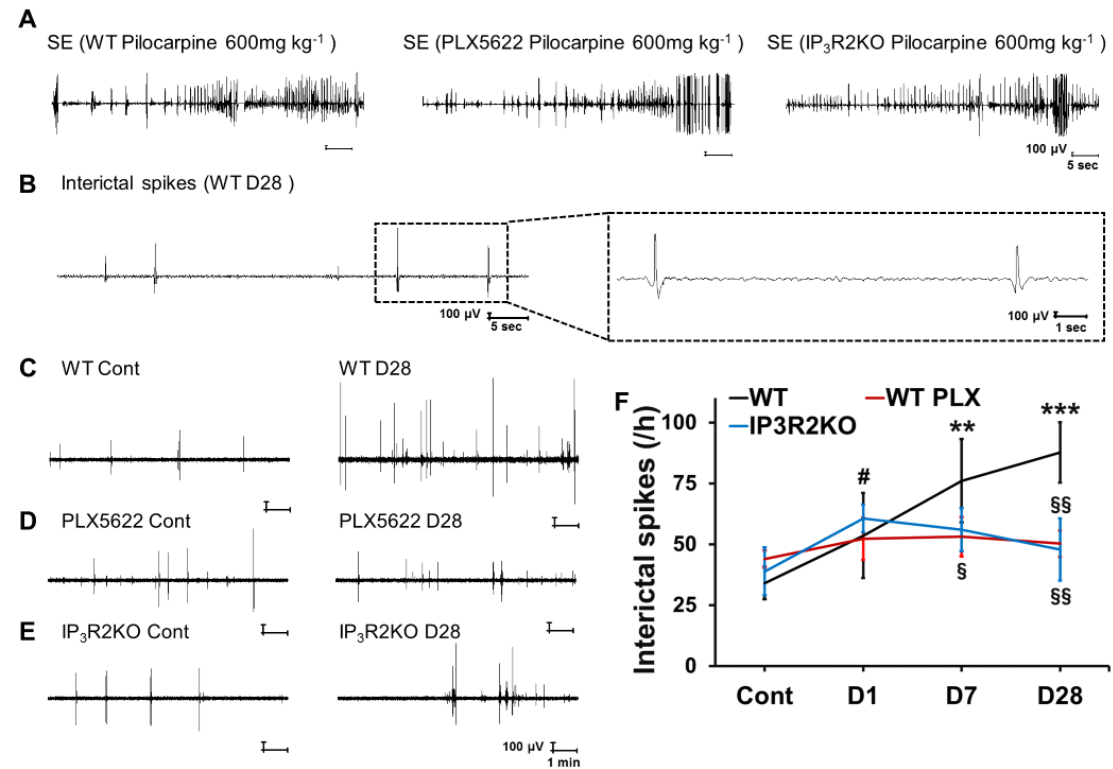 A
SE (WT Pilocarpine 600mg kg⁻¹ )
SE (PLX5622 Pilocarpine 600mg kg⁻¹ )
SE (IP₃R2KO Pilocarpine 600mg kg⁻¹ )
100 µV
5 sec
B Interictal spikes (WT D28 )
100 µV
5 sec
100 µV
1 sec
C WT Cont
WT D28
D PLX5622 Cont
PLX5622 D28
E IP₃R2KO Cont
IP₃R2KO D28
100 µV
1 min
F
WT
WT PLX
IP3R2KO
Interictal spikes (/h)
100
75
50
25
0
#
**
***
§
§§
§§
Cont D1 D7 D28